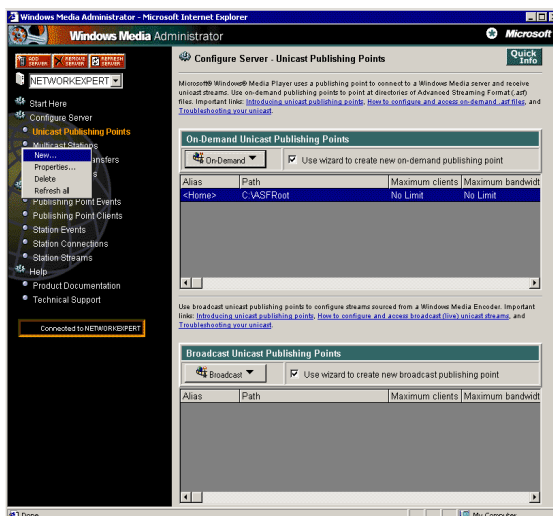 Windows Media Administrator - Microsoft Internet Explorer
Windows Media Administrator
Microsoft
ADD SERVER
REMOVE SERVER
REFRESH SERVER
NETWORKEXPERT
Start Here
Configure Server
Unicast Publishing Points
Multicast Stations
New...
Properties...
Delete
Refresh all
Publishing Point Events
Publishing Point Clients
Station Events
Station Connections
Station Streams
Help
Product Documentation
Technical Support
Connected to NETWORKEXPERT
Configure Server - Unicast Publishing Points
Quick Info
Microsoft® Windows® Media Player uses a publishing point to connect to a Windows Media server and receive
unicast streams. Use on-demand publishing points to point at directories of Advanced Streaming Format (.asf)
files. Important links: Introducing unicast publishing points, How to configure and access on-demand .asf files, and
Troubleshooting your unicast.
On-Demand Unicast Publishing Points
On-Demand
Use wizard to create new on-demand publishing point
Alias Path Maximum clients Maximum bandwidt
<Home> C:\ASFRoot No Limit No Limit
Use broadcast unicast publishing points to configure streams sourced from a Windows Media Encoder. Important
links: Introducing unicast publishing points, How to configure and access broadcast (live) unicast streams, and
Troubleshooting your unicast.
Broadcast Unicast Publishing Points
Broadcast
Use wizard to create new broadcast publishing point
Alias Path Maximum clients Maximum bandwidt
Done
My Computer